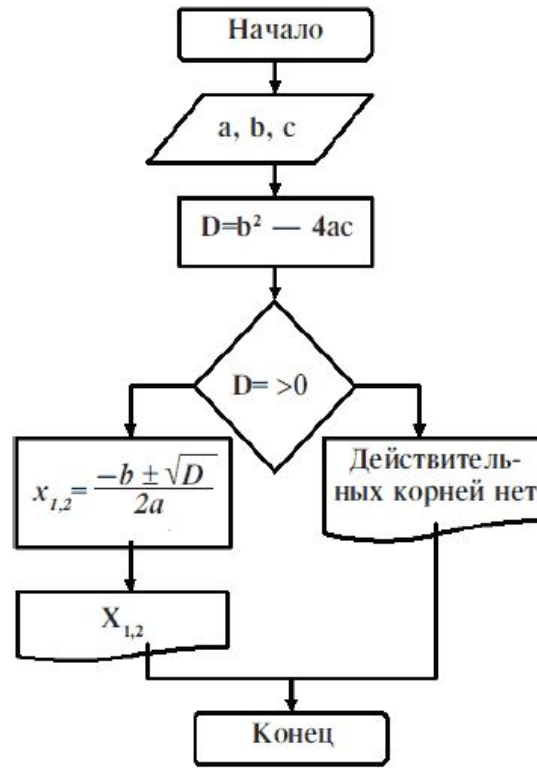 Начало
a, b, c
D=b² — 4ac
D= >0
x₁,₂= −b ± √D / 2a
Действитель-
ных корней нет
X₁,₂
Конец